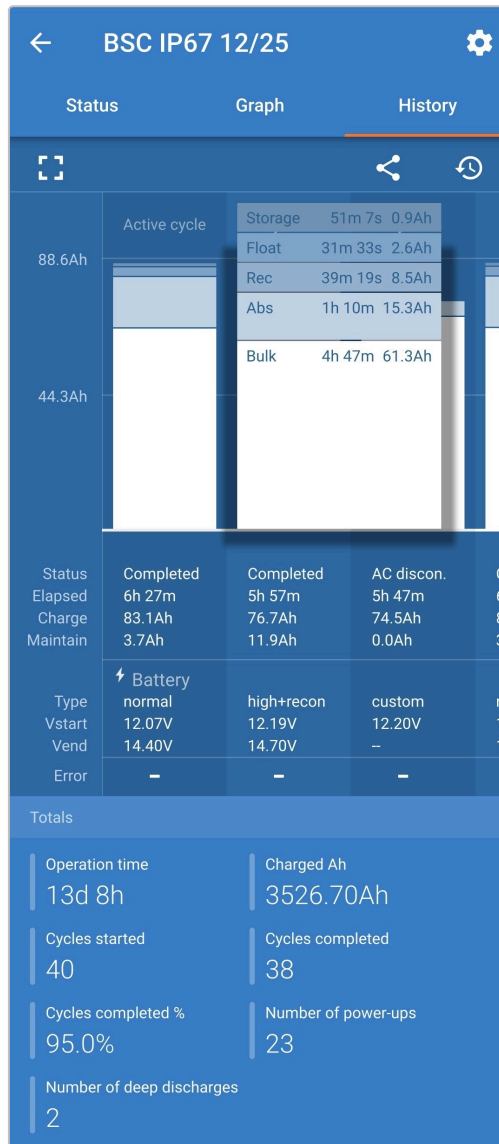 BSC IP67 12/25
Status Graph History
Active cycle
Storage 51m 7s 0.9Ah
Float 31m 33s 2.6Ah
88.6Ah
Rec 39m 19s 8.5Ah
Abs 1h 10m 15.3Ah
Bulk 4h 47m 61.3Ah
44.3Ah
Status Completed Completed AC discon.
Elapsed 6h 27m 5h 57m 5h 47m
Charge 83.1Ah 76.7Ah 74.5Ah
Maintain 3.7Ah 11.9Ah 0.0Ah
Battery
Type normal high+recon custom
Vstart 12.07V 12.19V 12.20V
Vend 14.40V 14.70V --
Error – – –
Totals
Operation time Charged Ah
13d 8h 3526.70Ah
Cycles started Cycles completed
40 38
Cycles completed % Number of power-ups
95.0% 23
Number of deep discharges
2